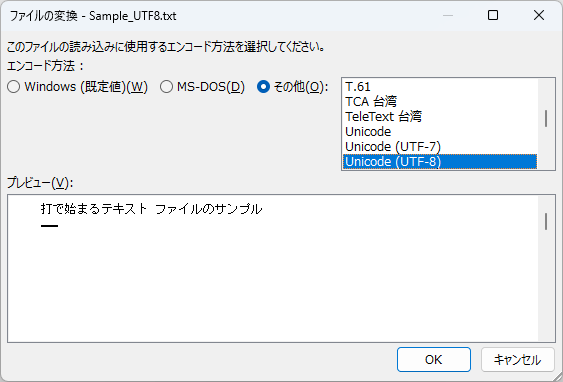 ファイルの変換 - Sample_UTF8.txt
このファイルの読み込みに使用するエンコード方法を選択してください。
エンコード方法 :
Windows (既定値)(W) MS-DOS(D) その他(O):
T.61
TCA 台湾
TeleText 台湾
Unicode
Unicode (UTF-7)
Unicode (UTF-8)
プレビュー(V):
打で始まるテキスト ファイルのサンプル
OK キャンセル